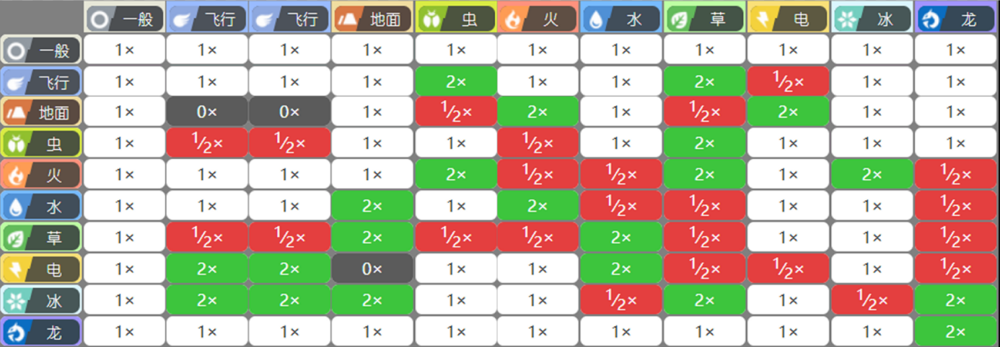 一般 飞行 飞行 地面 虫 火 水 草 电 冰 龙
一般 1× 1× 1× 1× 1× 1× 1× 1× 1× 1× 1×
飞行 1× 1× 1× 1× 2× 1× 1× 2× 1/2× 1× 1×
地面 1× 0× 0× 1× 1/2× 2× 1× 1/2× 2× 1× 1×
虫 1× 1/2× 1/2× 1× 1× 1/2× 1× 2× 1× 1× 1×
火 1× 1× 1× 1× 2× 1/2× 1/2× 2× 1× 2× 1/2×
水 1× 1× 1× 2× 1× 2× 1/2× 1/2× 1× 1× 1/2×
草 1× 1/2× 1/2× 2× 1/2× 1/2× 2× 1/2× 1× 1× 1/2×
电 1× 2× 2× 0× 1× 1× 2× 1/2× 1/2× 1× 1/2×
冰 1× 2× 2× 2× 1× 1× 1/2× 2× 1× 1/2× 2×
龙 1× 1× 1× 1× 1× 1× 1× 1× 1× 1× 2×